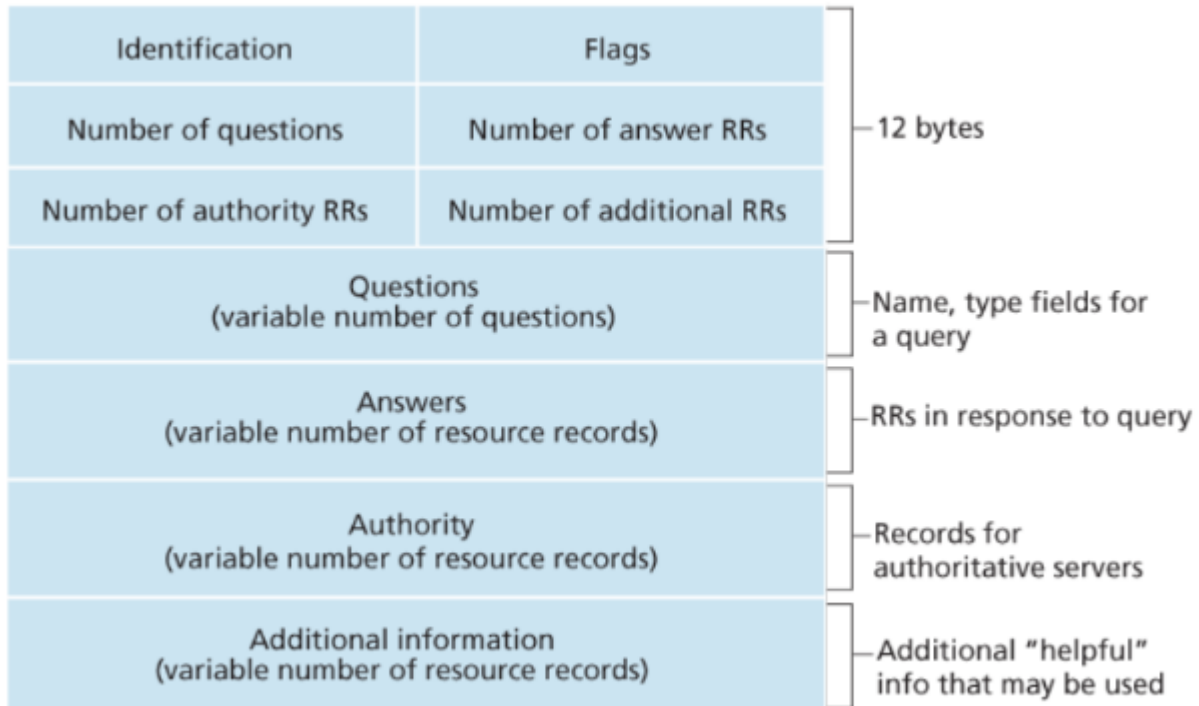 Identification
Flags
Number of questions
Number of answer RRs
12 bytes
Number of authority RRs
Number of additional RRs
Questions
(variable number of questions)
Name, type fields for
a query
Answers
(variable number of resource records)
RRs in response to query
Authority
(variable number of resource records)
Records for
authoritative servers
Additional information
(variable number of resource records)
Additional “helpful”
info that may be used